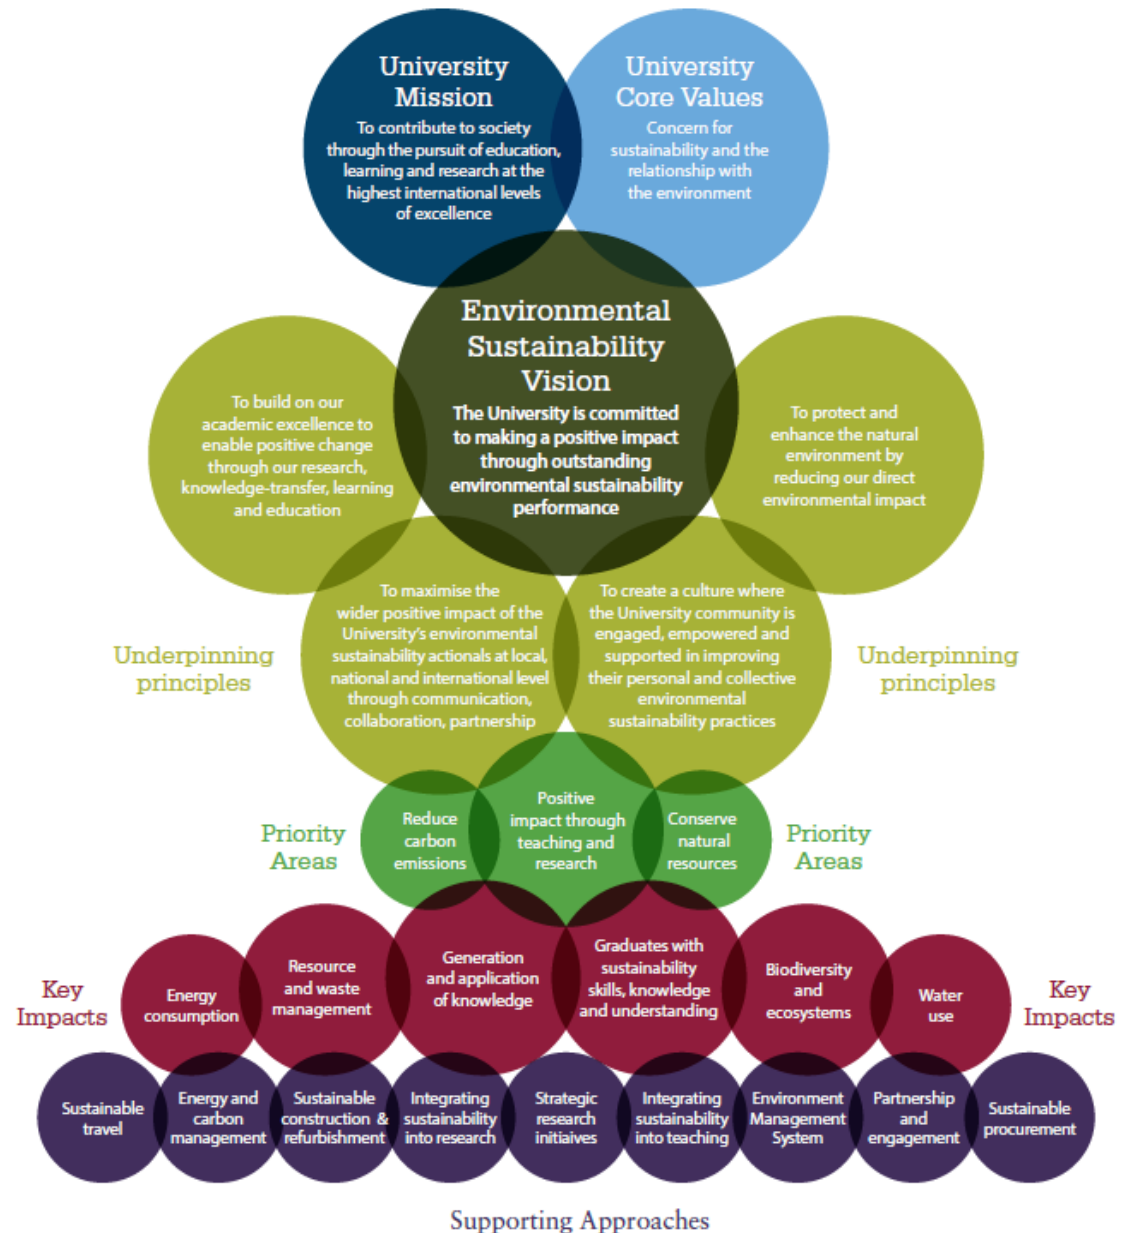 University
Mission
To contribute to society
through the pursuit of education,
learning and research at the
highest international levels
of excellence
University
Core Values
Concern for
sustainability and the
relationship with
the environment
Environmental
Sustainability
Vision
The University is committed
to making a positive impact
through outstanding
environmental sustainability
performance
To build on our
academic excellence to
enable positive change
through our research,
knowledge-transfer, learning
and education
To protect and
enhance the natural
environment by
reducing our direct
environmental impact
Underpinning
principles
To maximise the
wider positive impact of the
University's environmental
sustainability actionals at local,
national and international level
through communication,
collaboration, partnership
To create a culture where
the University community is
engaged, empowered and
supported in improving
their personal and collective
environmental
sustainability practices
Underpinning
principles
Priority
Areas
Reduce
carbon
emissions
Positive
impact through
teaching and
research
Conserve
natural
resources
Priority
Areas
Key
Impacts
Energy
consumption
Resource
and waste
management
Generation
and application
of knowledge
Graduates with
sustainability
skills, knowledge
and understanding
Biodiversity
and
ecosystems
Water
use
Key
Impacts
Sustainable
travel
Energy and
carbon
management
Sustainable
construction &
refurbishment
Integrating
sustainability
into research
Strategic
research
initiaives
Integrating
sustainability
into teaching
Environment
Management
System
Partnership
and
engagement
Sustainable
procurement
Supporting Approaches